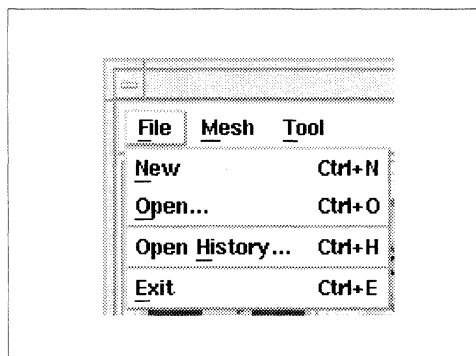 File Mesh Tool
New Ctrl+N
Open... Ctrl+O
Open History... Ctrl+H
Exit Ctrl+E